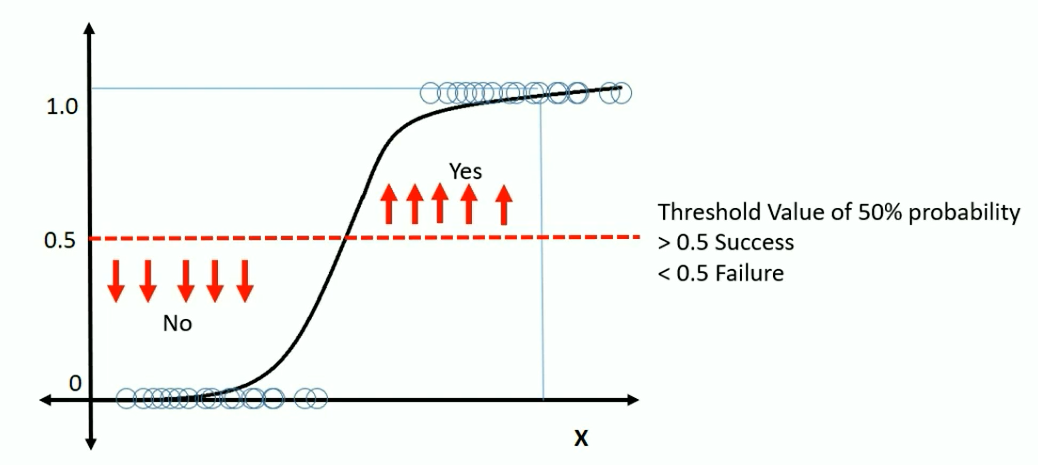 1.0
Yes
Threshold Value of 50% probability
0.5
> 0.5 Success
< 0.5 Failure
No
0
X